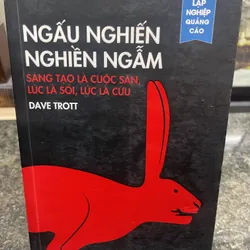 LẬP
NGHIỆP
QUẢNG
CÁO
NGẤU NGHIẾN
NGHIỀN NGẪM
SÁNG TẠO LÀ CUỘC SĂN,
LÚC LÀ SÓI, LÚC LÀ CỪU
DAVE TROTT